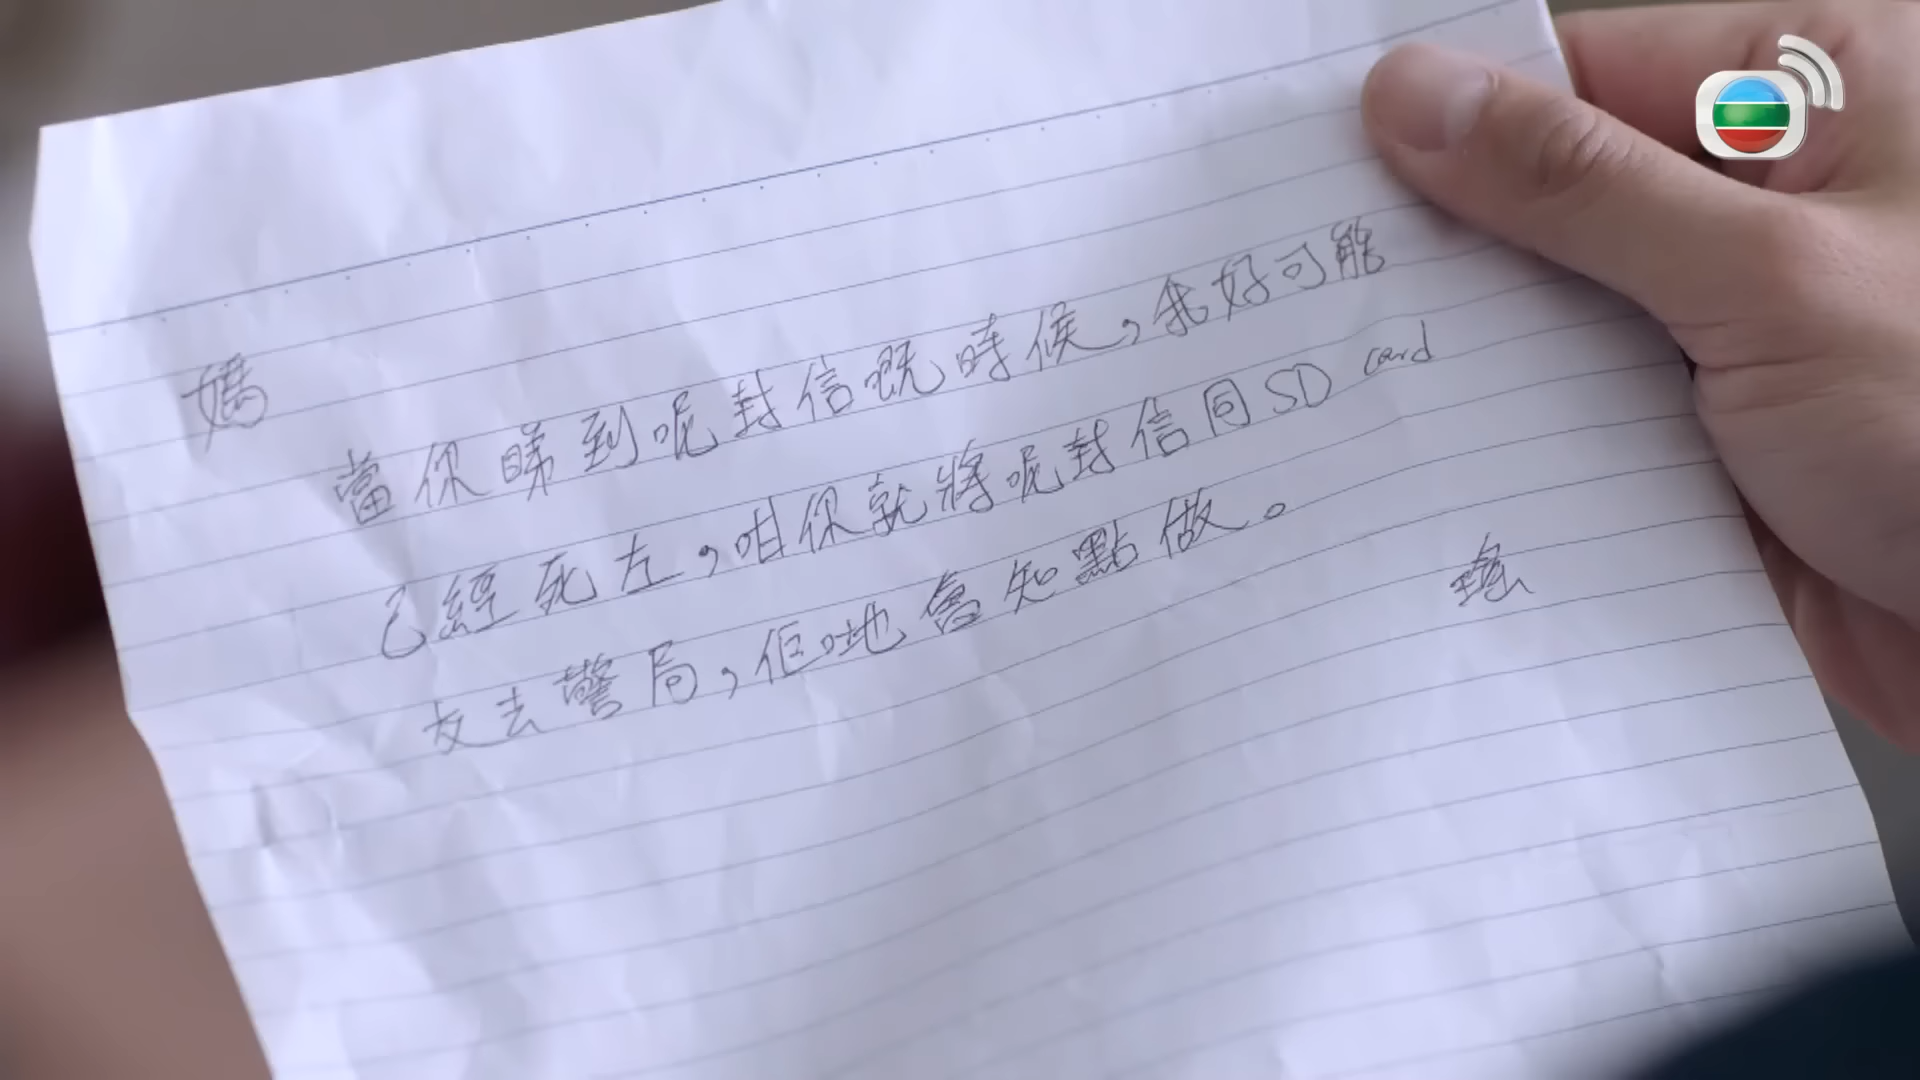 媽
當你睇到呢封信嘅時候，我好可能
已經死左，咁你就將呢封信同SD card
交去警局，佢哋會知點做。
瑤